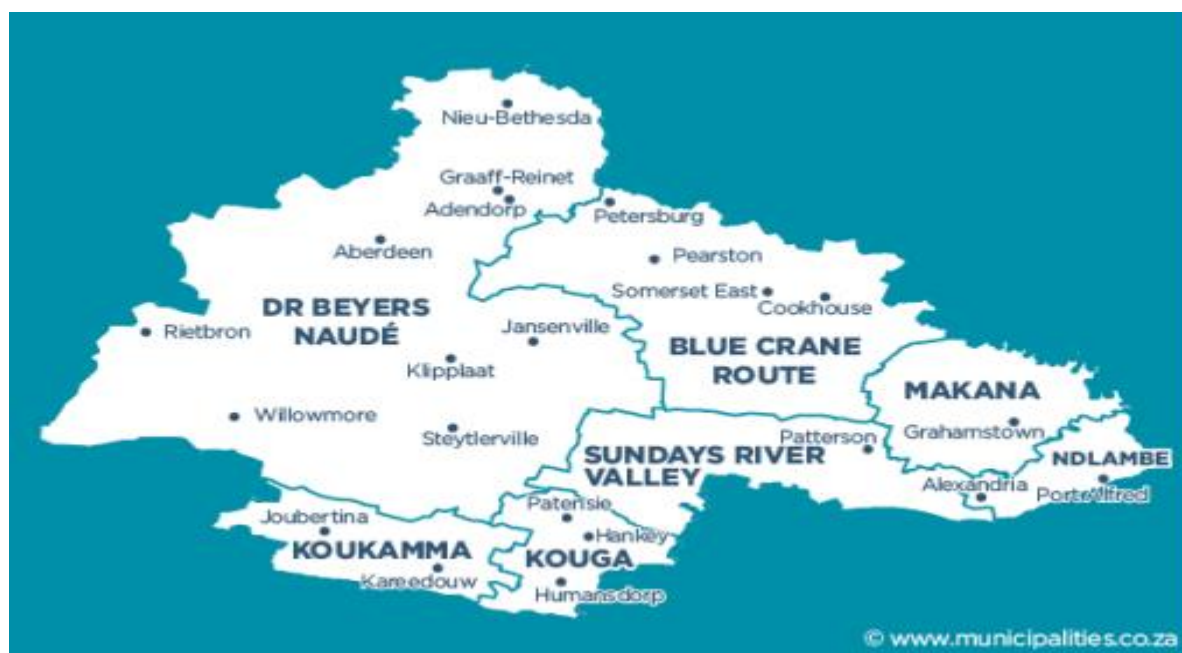 Nieu-Bethesda
Graaff-Reinet
Adendorp
Petersburg
Aberdeen
Pearston
Somerset East
Cookhouse
DR BEYERS
NAUDÉ
Rietbron
Jansenville
BLUE CRANE
ROUTE
Klipplaat
MAKANA
Willowmore
Grahamstown
Steytlerville
Patterson
SUNDAYS RIVER
VALLEY
NDLAMBE
Alexandria
Port Alfred
Patensie
Joubertina
Hankey
KOUKAMMA
KOUGA
Kareedouw
Humansdorp
© www.municipalities.co.za